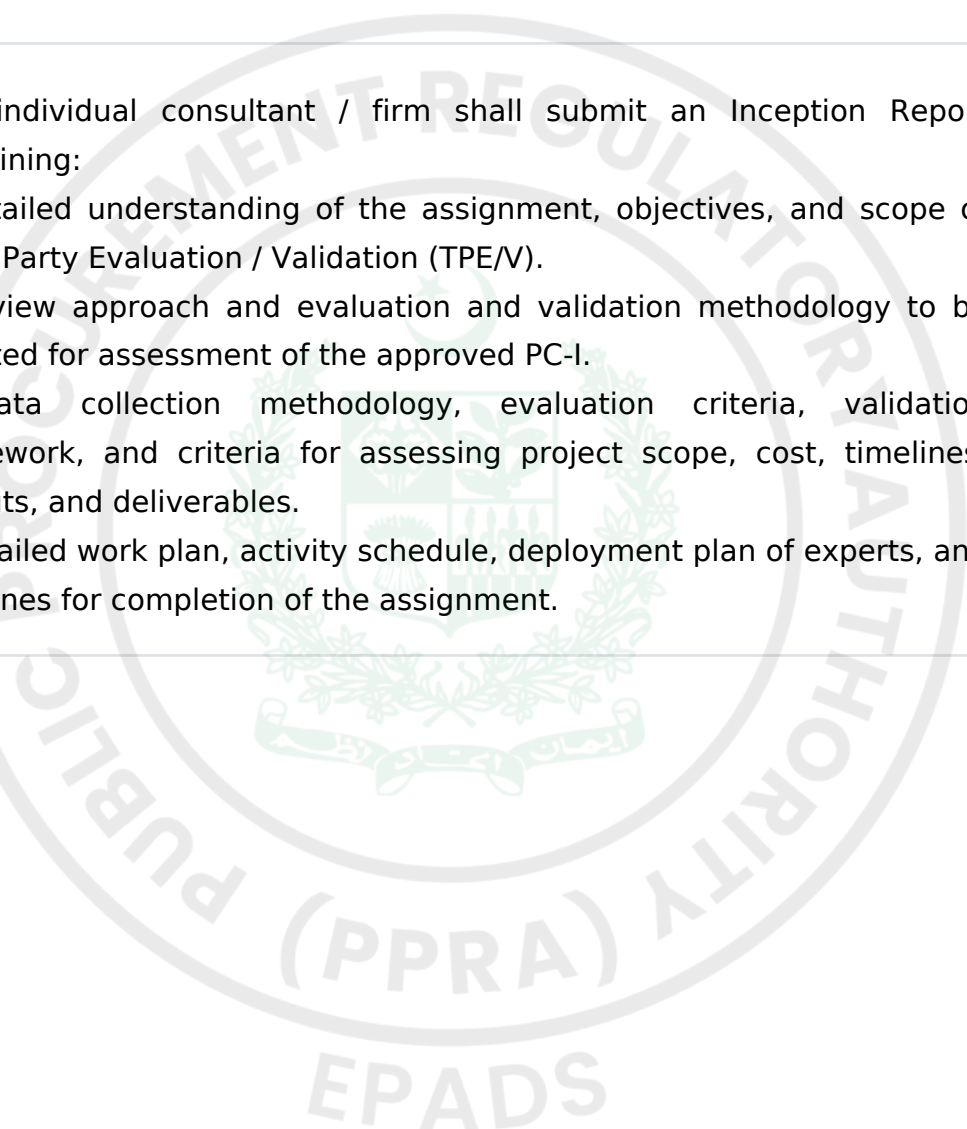 individual consultant / firm shall submit an Inception Repo
ining:
ailed understanding of the assignment, objectives, and scope o
Party Evaluation / Validation (TPE/V).
view approach and evaluation and validation methodology to b
ted for assessment of the approved PC-I.
ata collection methodology, evaluation criteria, validatio
ework, and criteria for assessing project scope, cost, timelines
ts, and deliverables.
ailed work plan, activity schedule, deployment plan of experts, an
nes for completion of the assignment.
PUBLIC PROCUREMENT REGULATORY AUTHORITY
(PPRA)
EPADS